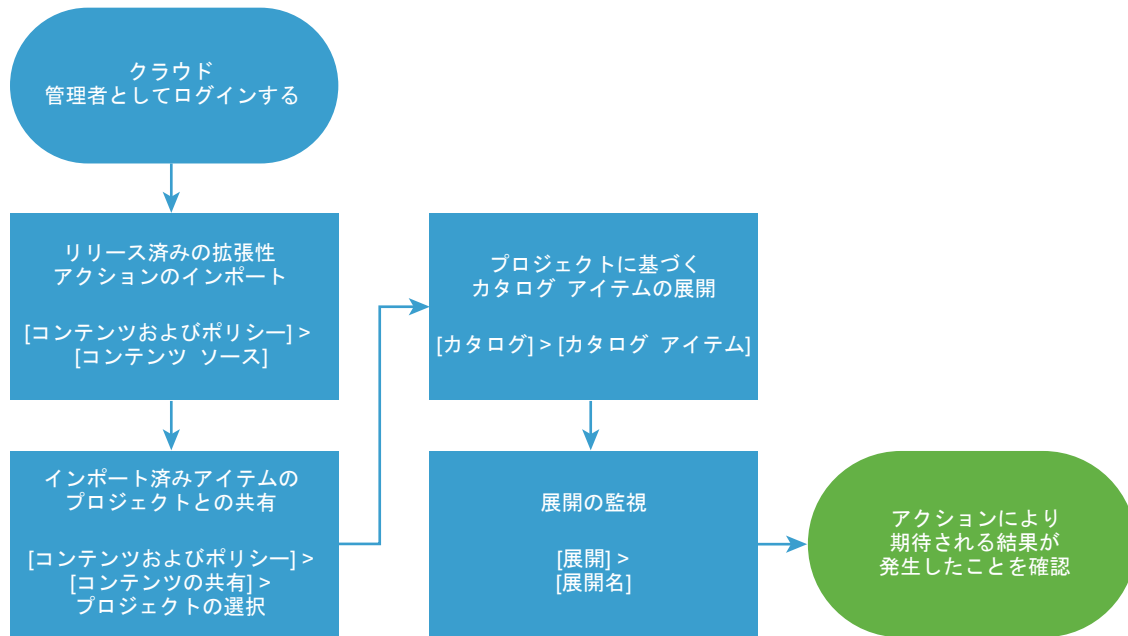 クラウド
管理者としてログインする
リリース済みの拡張性
アクションのインポート
[コンテンツおよびポリシー] >
[コンテンツ ソース]
インポート済みアイテムの
プロジェクトとの共有
[コンテンツおよびポリシー] >
[コンテンツの共有] >
プロジェクトの選択
プロジェクトに基づく
カタログ アイテムの展開
[カタログ] > [カタログ アイテム]
展開の監視
[展開] >
[展開名]
アクションにより
期待される結果が
発生したことを確認